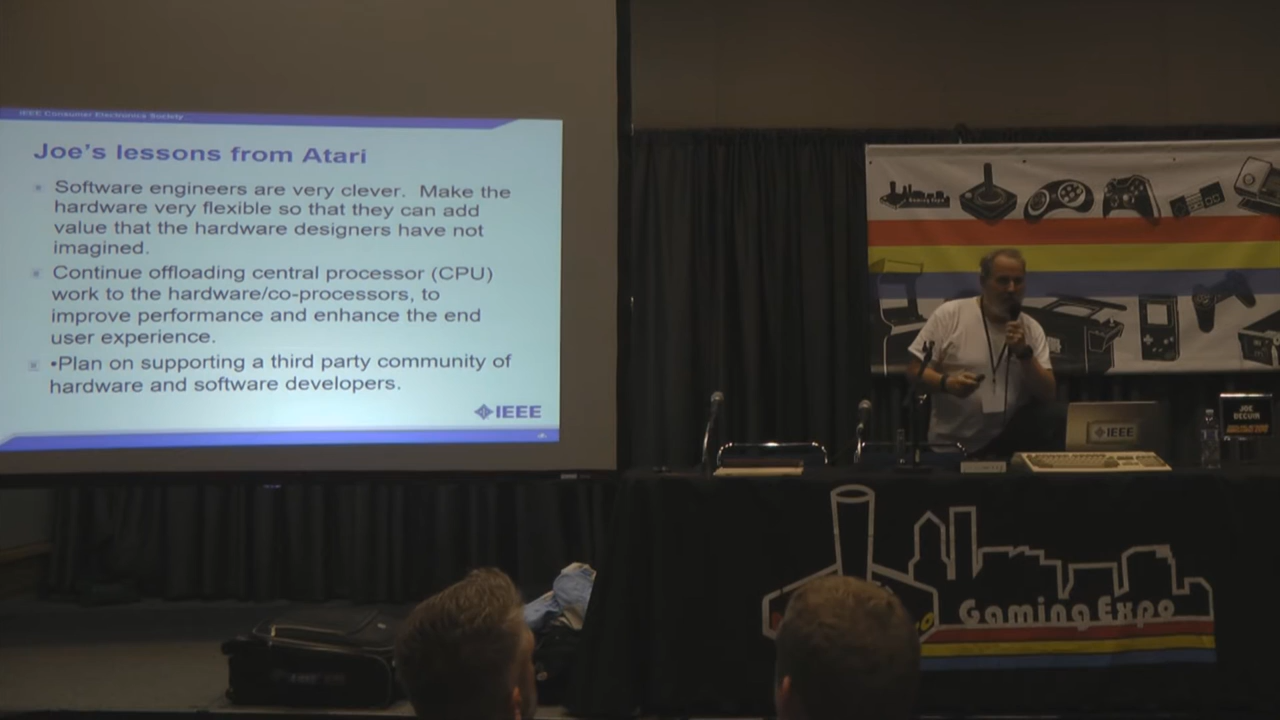 IEEE Consumer Electronics Society
Joe's lessons from Atari
Software engineers are very clever. Make the
hardware very flexible so that they can add
value that the hardware designers have not
imagined.
Continue offloading central processor (CPU)
work to the hardware/co-processors, to
improve performance and enhance the end
user experience.
•Plan on supporting a third party community of
hardware and software developers.
IEEE
Gaming Expo
IEEE
JOE
DECUIR
Gaming Expo